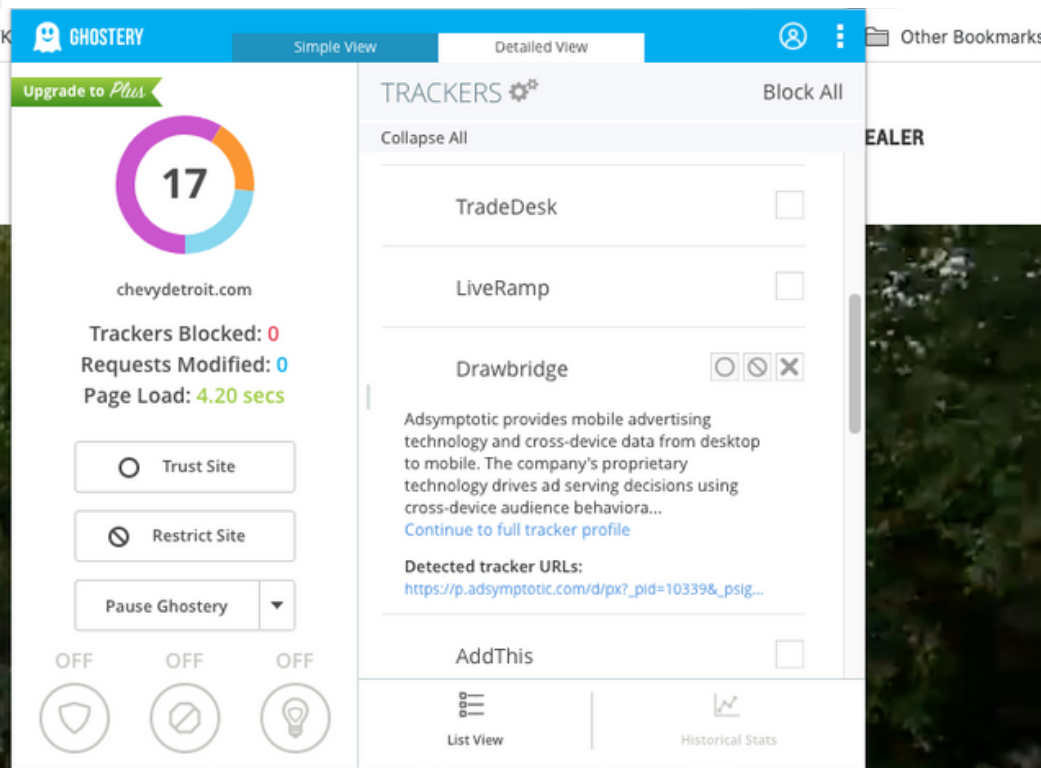 K
GHOSTERY
Simple View
Detailed View
Other Bookmarks
Upgrade to Plus
17
chevydetroit.com
Trackers Blocked: 0
Requests Modified: 0
Page Load: 4.20 secs
Trust Site
Restrict Site
Pause Ghostery
OFF OFF OFF
TRACKERS
Block All
Collapse All
TradeDesk
LiveRamp
Drawbridge
Adsymptotic provides mobile advertising
technology and cross-device data from desktop
to mobile. The company's proprietary
technology drives ad serving decisions using
cross-device audience behaviora...
Continue to full tracker profile
Detected tracker URLs:
https://p.adsymptotic.com/d/px?_pid=10339&_psig...
AddThis
List View
Historical Stats
EALER